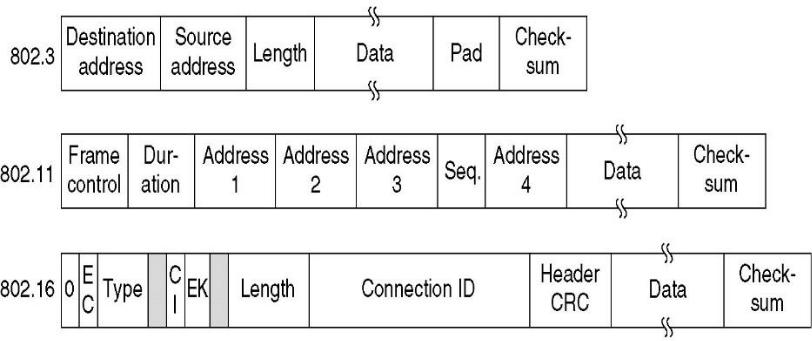 802.3 Destination address Source address Length Data Pad Check-sum
802.11 Frame control Dur-ation Address 1 Address 2 Address 3 Seq. Address 4 Data Check-sum
802.16 0 EC Type CI EK Length Connection ID Header CRC Data Check-sum